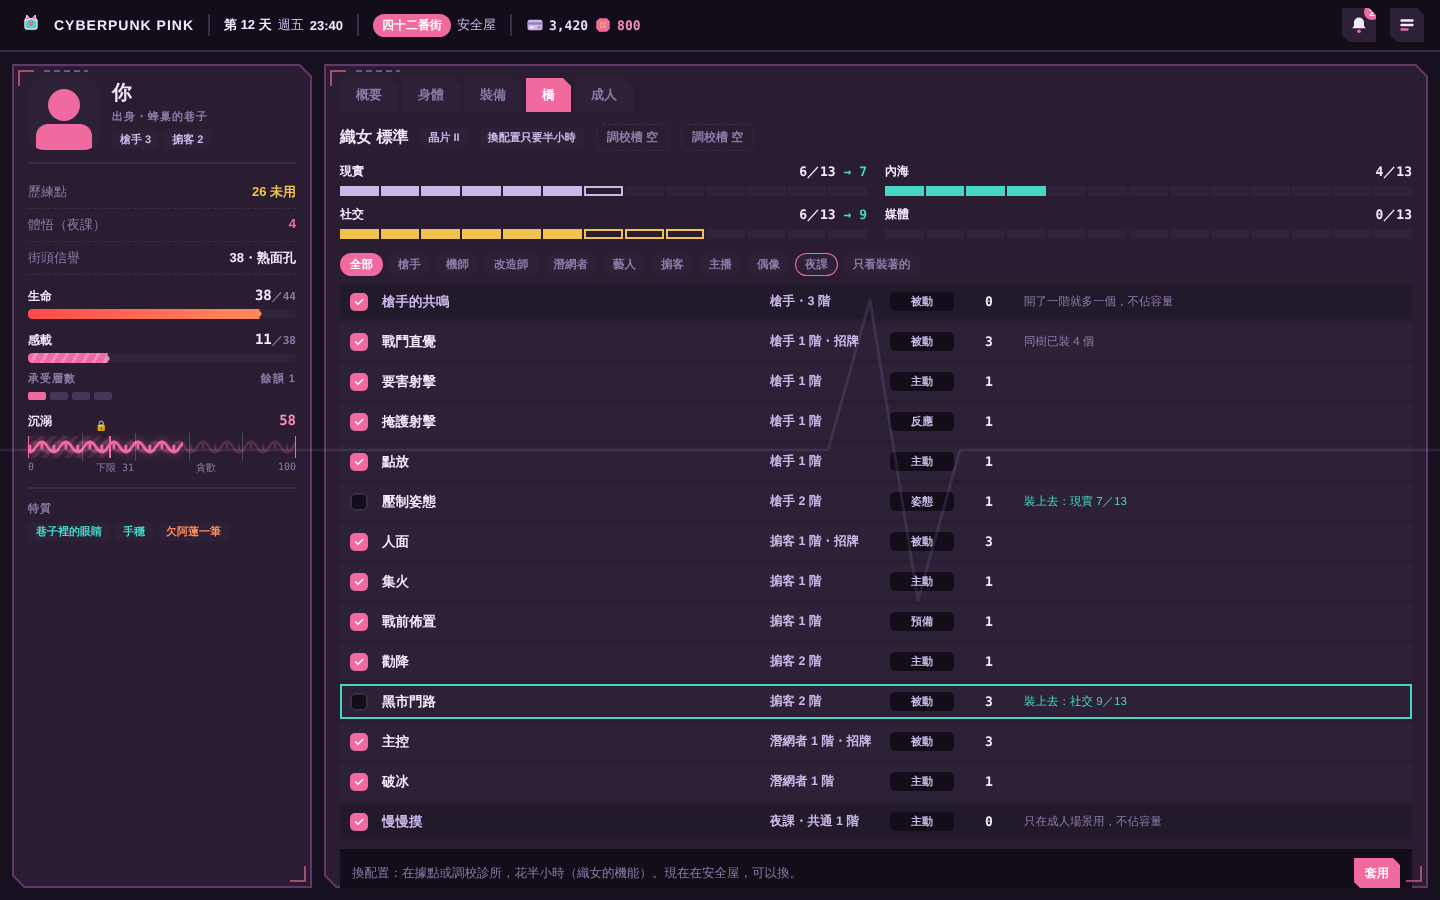 CYBERPUNK PINK 第 12 天 週五 23:40 四十二番街 安全屋 3,420 800
你
出身・蜂巢的巷子
槍手 3 掮客 2
歷練點 26 未用
體悟（夜課） 4
街頭信譽 38・熟面孔
生命 38／44
感載 11／38
承受層數 餘韻 1
沉溺 58
0 下限 31 貪歡 100
特質
巷子裡的眼睛 手穩 欠阿蓮一筆
概要 身體 裝備 橋 成人
織女 標準 晶片 II 換配置只要半小時 調校槽 空 調校槽 空
現實 6／13 → 7 內海 4／13
社交 6／13 → 9 媒體 0／13
全部 槍手 機師 改造師 潛網者 藝人 掮客 主播 偶像 夜課 只看裝著的
槍手的共鳴 槍手・3 階 被動 0 開了一階就多一個，不佔容量
戰鬥直覺 槍手 1 階・招牌 被動 3 同樹已裝 4 個
要害射擊 槍手 1 階 主動 1
掩護射擊 槍手 1 階 反應 1
點放 槍手 1 階 主動 1
壓制姿態 槍手 2 階 姿態 1 裝上去：現實 7／13
人面 掮客 1 階・招牌 被動 3
集火 掮客 1 階 主動 1
戰前佈置 掮客 1 階 預備 1
勸降 掮客 2 階 主動 1
黑市門路 掮客 2 階 被動 3 裝上去：社交 9／13
主控 潛網者 1 階・招牌 被動 3
破冰 潛網者 1 階 主動 1
慢慢摸 夜課・共通 1 階 主動 0 只在成人場景用，不佔容量
換配置：在據點或調校診所，花半小時（織女的機能）。現在在安全屋，可以換。 套用